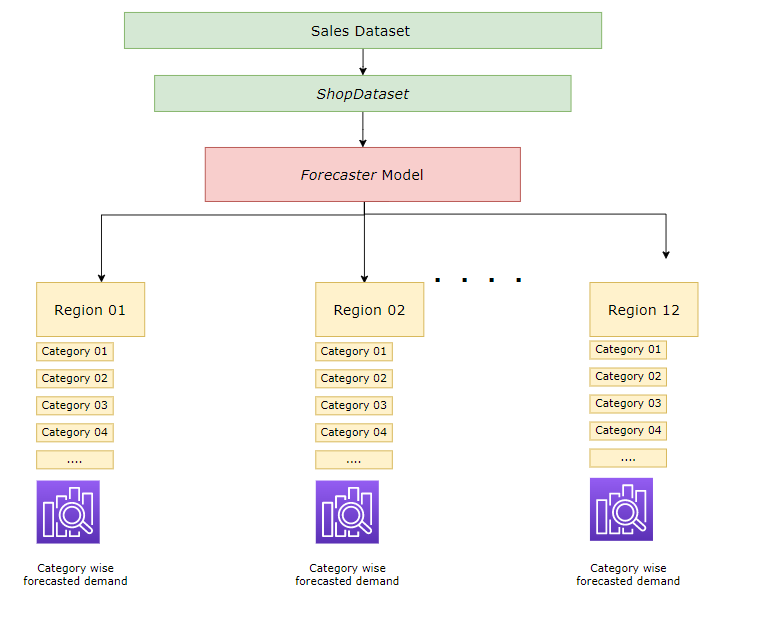 Sales Dataset
ShopDataset
Forecaster Model
. . . .
Region 01
Region 02
Region 12
Category 01
Category 02
Category 03
Category 04
....
Category 01
Category 02
Category 03
Category 04
....
Category 01
Category 02
Category 03
Category 04
....
Category wise
forecasted demand
Category wise
forecasted demand
Category wise
forecasted demand